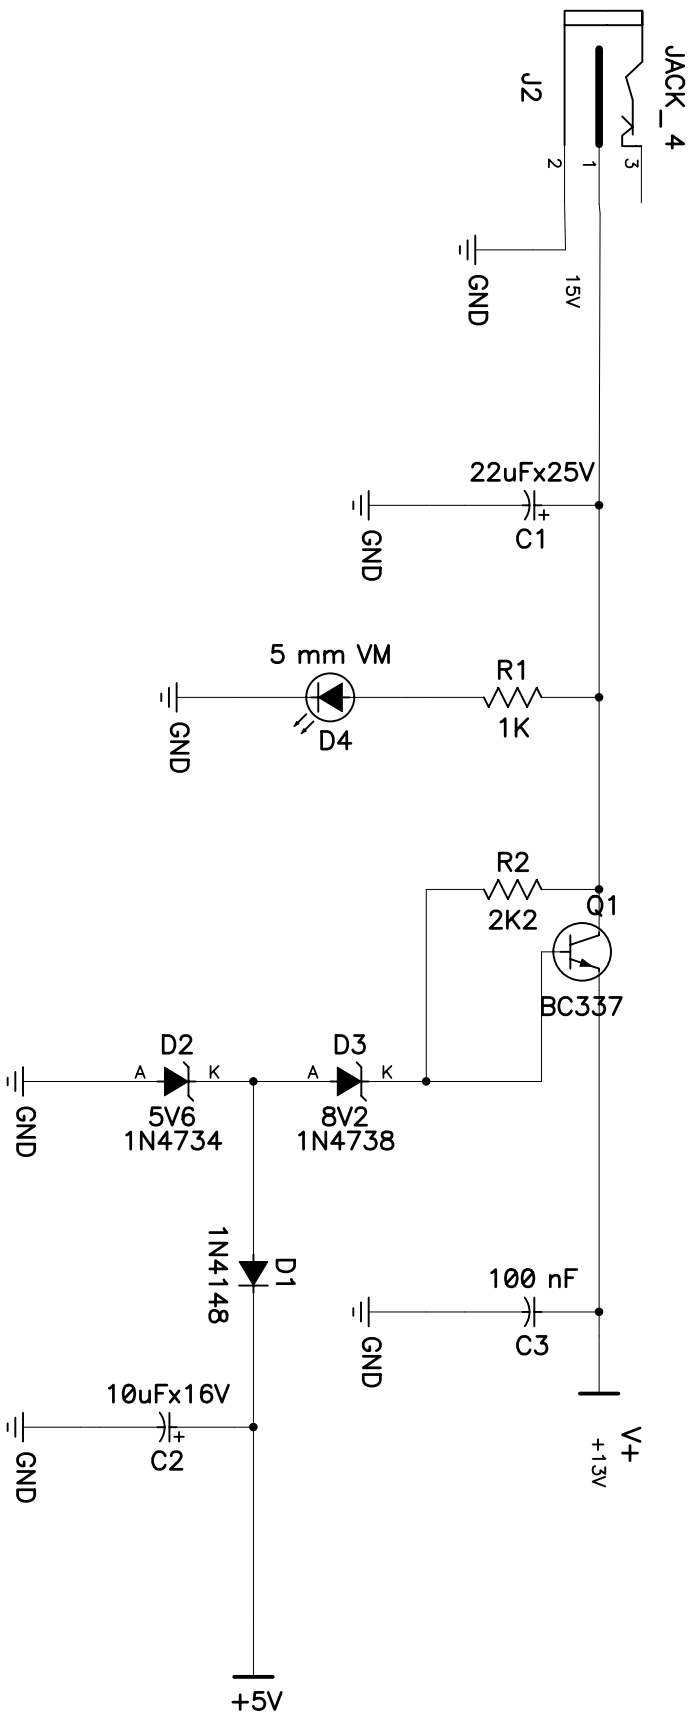 JACK_ 4
J2
2
1
3
GND
15V
22uFx25V
C1
GND
5 mm VM
D4
GND
R1
1K
R2
2K2
Q1
BC337
D2
A
K
5V6
1N4734
GND
D3
A
K
8V2
1N4738
D1
1N4148
100 nF
C3
GND
V+
+13V
10uFx16V
C2
GND
+5V